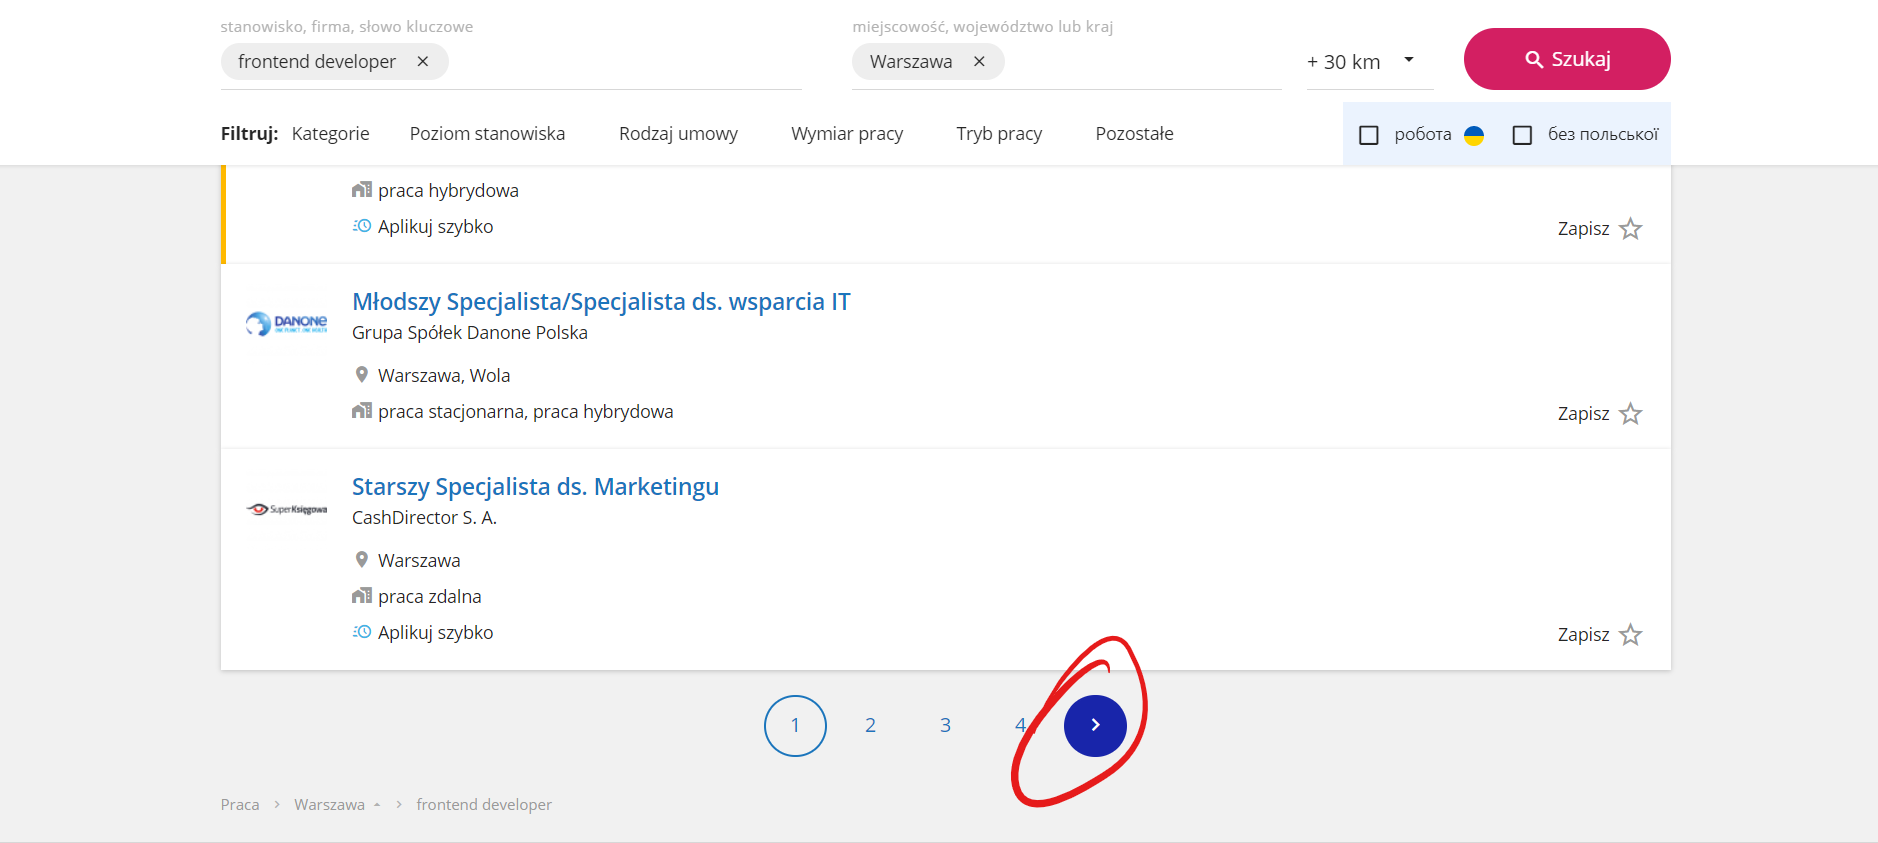 stanowisko, firma, słowo kluczowe
miejscowość, województwo lub kraj
frontend developer
Warszawa
+ 30 km
Szukaj
Filtruj: Kategorie Poziom stanowiska Rodzaj umowy Wymiar pracy Tryb pracy Pozostałe
робота
без польської
praca hybrydowa
Aplikuj szybko
Zapisz
DANONE
Młodszy Specjalista/Specjalista ds. wsparcia IT
Grupa Spółek Danone Polska
Warszawa, Wola
praca stacjonarna, praca hybrydowa
Zapisz
SuperKsięgowa
Starszy Specjalista ds. Marketingu
CashDirector S. A.
Warszawa
praca zdalna
Aplikuj szybko
Zapisz
1 2 3 4
Praca > Warszawa > frontend developer